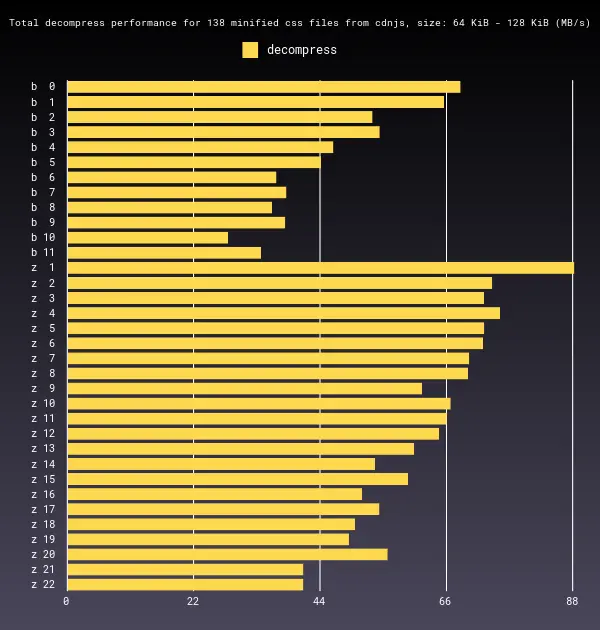 Total decompress performance for 138 minified css files from cdnjs, size: 64 KiB - 128 KiB (MB/s)
decompress
b 0
b 1
b 2
b 3
b 4
b 5
b 6
b 7
b 8
b 9
b 10
b 11
z 1
z 2
z 3
z 4
z 5
z 6
z 7
z 8
z 9
z 10
z 11
z 12
z 13
z 14
z 15
z 16
z 17
z 18
z 19
z 20
z 21
z 22
0 22 44 66 88